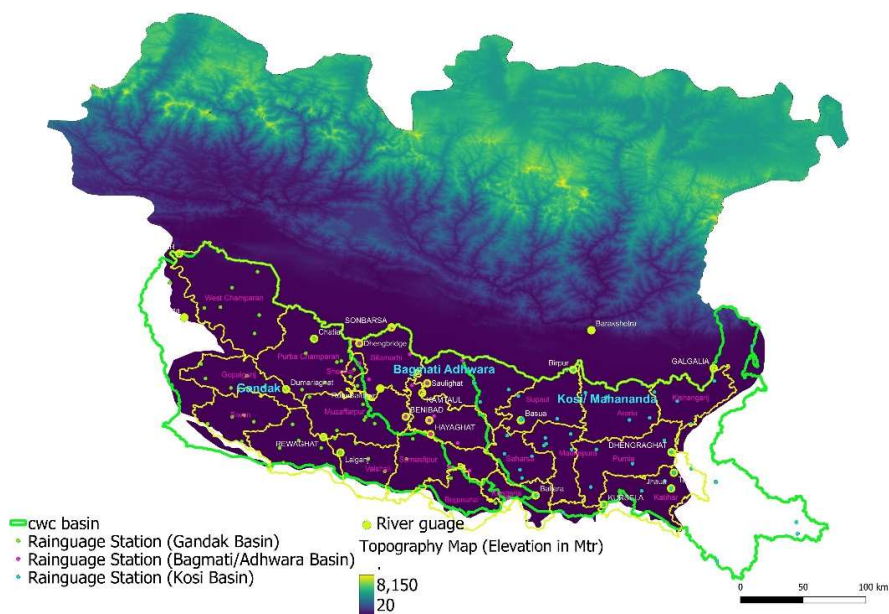 West Champaran
SONBARSA
Baraxshetra
Chatia
Dhengbridge
Purba Champaran
Sitamarhi
Bagmati Adhwara
Birpur
GALGALIA
Gopalganj
Gandak
Dumariaghat
Saulighat
KAMTAUL
Supaul
Kosi/ Mahananda
Kishanganj
Siwan
Muzaffarpur
BENIBAD
Basua
Araria
REWAGHAT
HAYAGHAT
DHENGRAGHAT
Lalganj
Vaishali
Samastipur
Saharsa
Madhepura
Purnia
Jhaua
Begusarai
Baltara
KURSELA
Katihar
cwc basin
Rainguage Station (Gandak Basin)
Rainguage Station (Bagmati/Adhwara Basin)
Rainguage Station (Kosi Basin)
River guage
Topography Map (Elevation in Mtr)
8,150
20
0 50 100 km